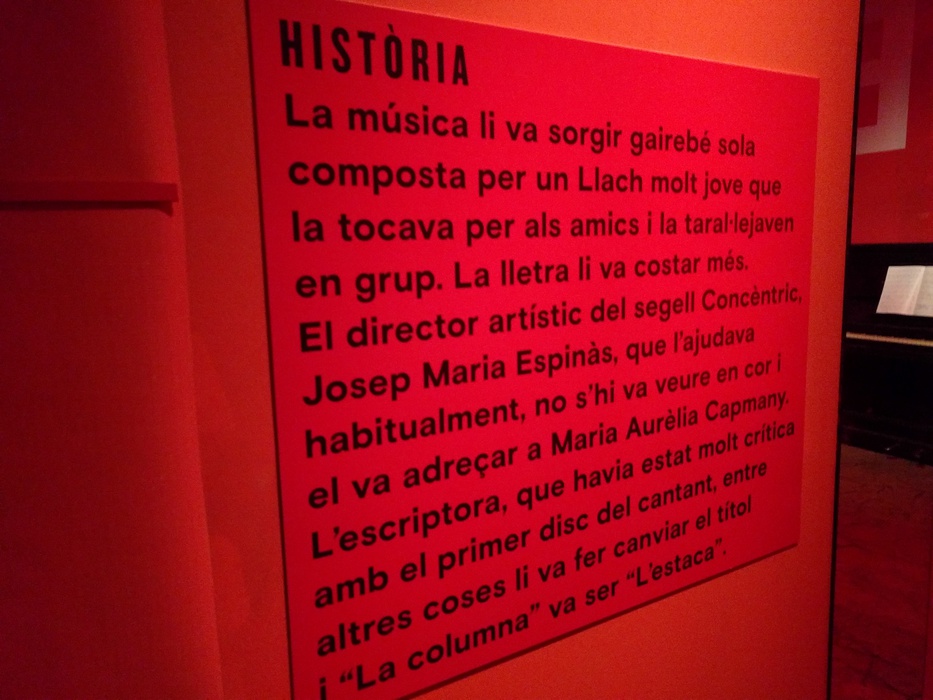 HISTÒRIA
La música li va sorgir gairebé sola
composta per un Llach molt jove que
la tocava per als amics i la taral·lejaven
en grup. La lletra li va costar més.
El director artístic del segell Concèntric,
Josep Maria Espinàs, que l'ajudava
habitualment, no s'hi va veure en cor i
el va adreçar a Maria Aurèlia Capmany.
L'escriptora, que havia estat molt crítica
amb el primer disc del cantant, entre
altres coses li va fer canviar el títol
i "La columna" va ser "L'estaca".